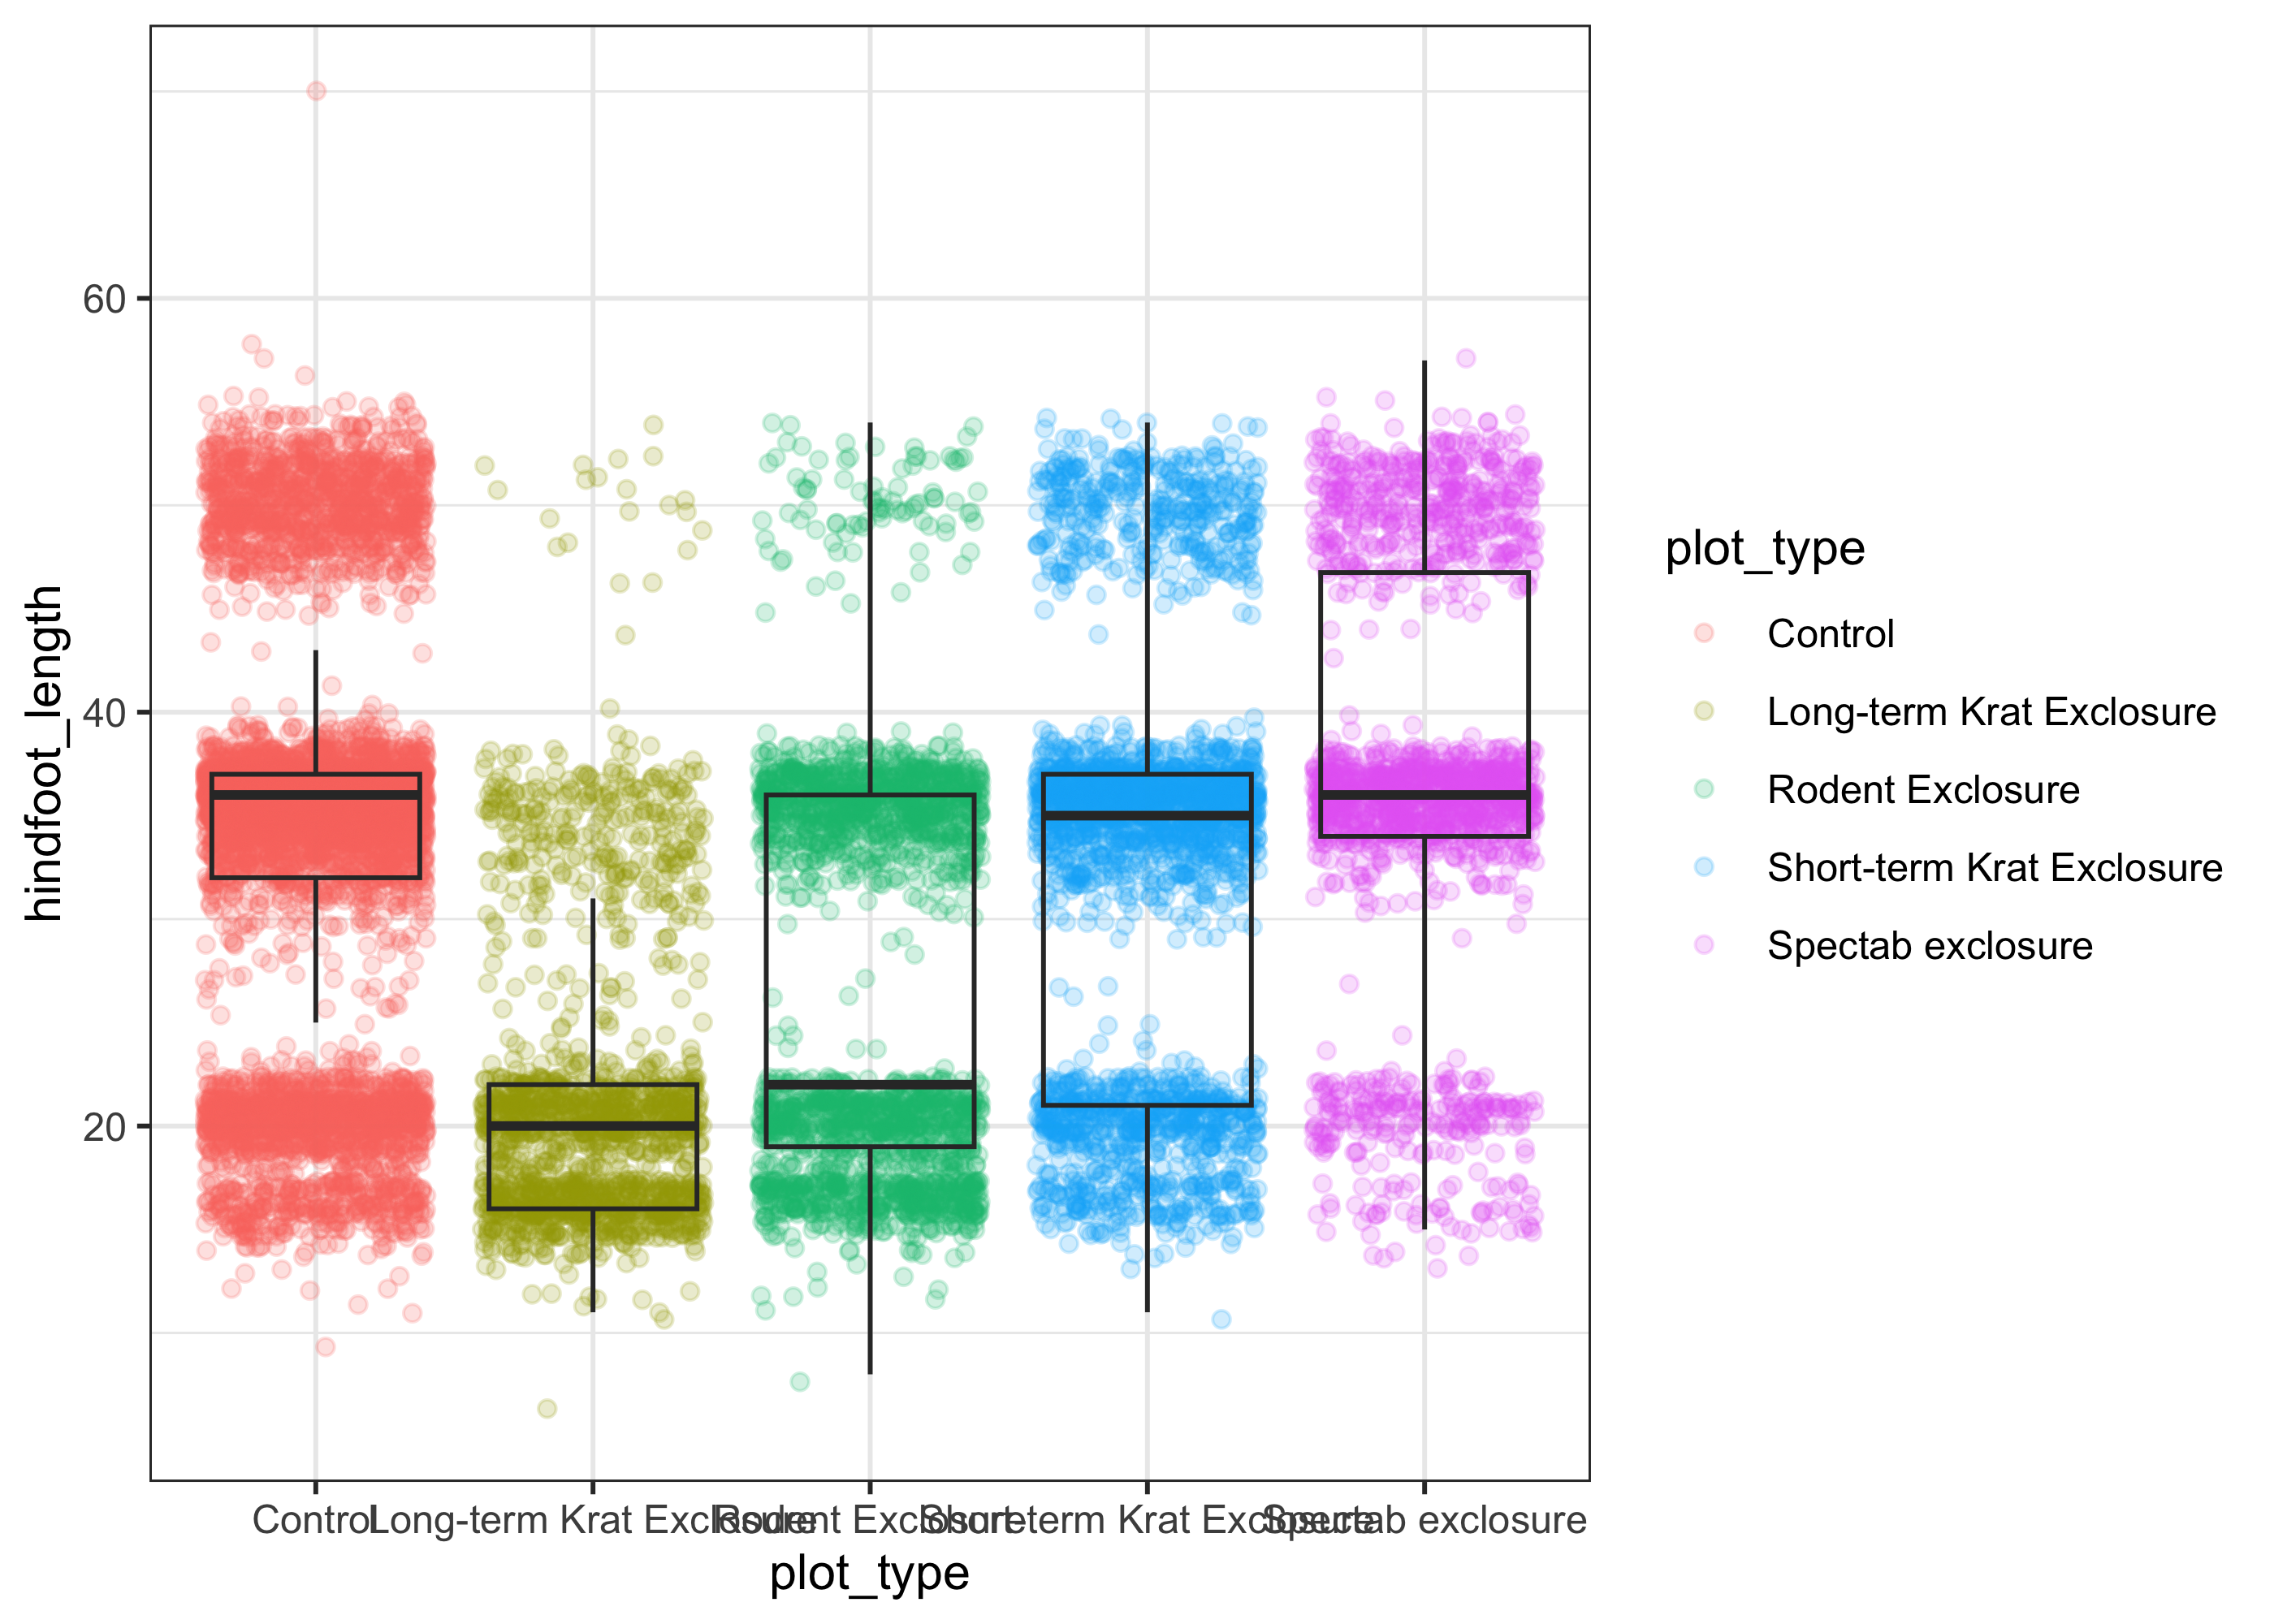 hindfoot_length
60
40
20
Control
Long-term Krat Exclosure
Rodent Exclosure
Short-term Krat Exclosure
Spectab exclosure
plot_type
plot_type
Control
Long-term Krat Exclosure
Rodent Exclosure
Short-term Krat Exclosure
Spectab exclosure